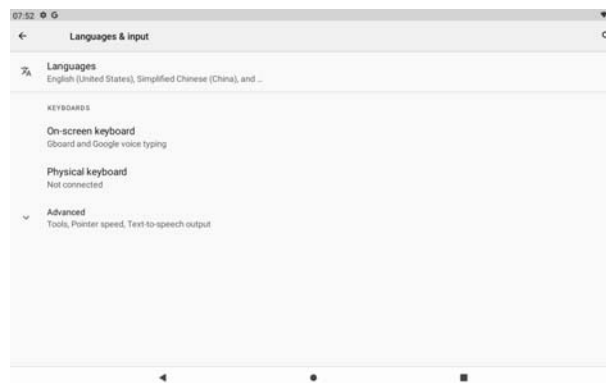 07:52 G
Languages & input
Languages
English (United States), Simplified Chinese (China), and ...
KEYBOARDS
On-screen keyboard
Gboard and Google voice typing
Physical keyboard
Not connected
Advanced
Tools, Pointer speed, Text-to-speech output